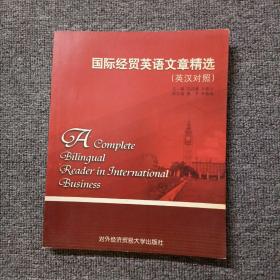 国际经贸英语文章精选
(英汉对照)
A Complete
Bilingual
Reader in International
Business
对外经济贸易大学出版社